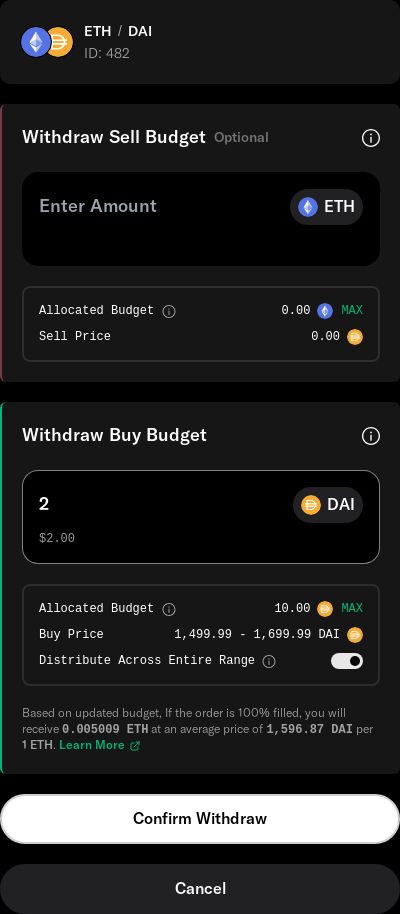 ETH / DAI
ID: 482
Withdraw Sell Budget Optional
Enter Amount ETH
Allocated Budget 0.00 MAX
Sell Price 0.00
Withdraw Buy Budget
2 DAI
$2.00
Allocated Budget 10.00 MAX
Buy Price 1,499.99 - 1,699.99 DAI
Distribute Across Entire Range
Based on updated budget, If the order is 100% filled, you will
receive 0.005009 ETH at an average price of 1,596.87 DAI per
1 ETH. Learn More
Confirm Withdraw
Cancel